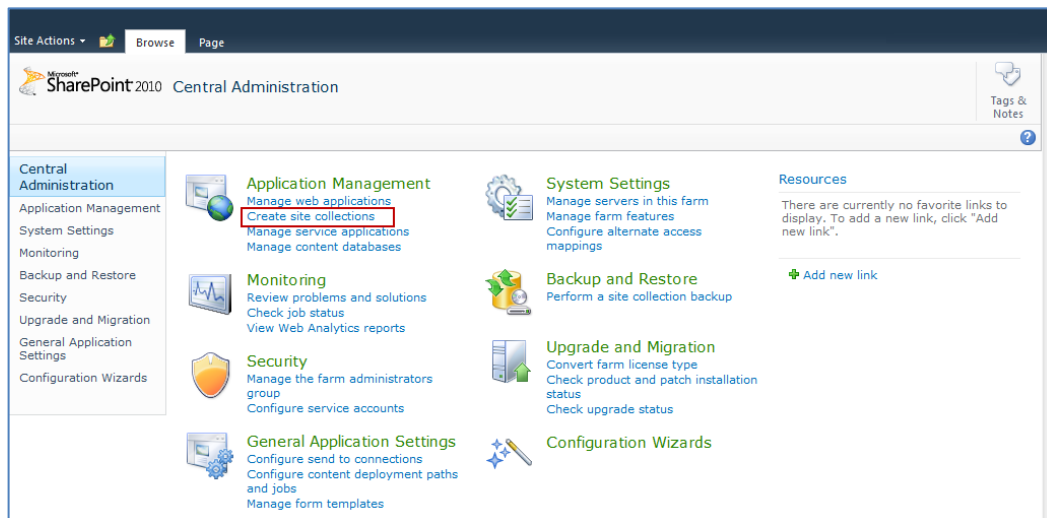 Site Actions
Browse
Page
Microsoft®
SharePoint 2010 Central Administration
Tags &
Notes
Central
Administration
Application Management
System Settings
Monitoring
Backup and Restore
Security
Upgrade and Migration
General Application
Settings
Configuration Wizards
Application Management
Manage web applications
Create site collections
Manage service applications
Manage content databases
Monitoring
Review problems and solutions
Check job status
View Web Analytics reports
Security
Manage the farm administrators
group
Configure service accounts
General Application Settings
Configure send to connections
Configure content deployment paths
and jobs
Manage form templates
System Settings
Manage servers in this farm
Manage farm features
Configure alternate access
mappings
Backup and Restore
Perform a site collection backup
Upgrade and Migration
Convert farm license type
Check product and patch installation
status
Check upgrade status
Configuration Wizards
Resources
There are currently no favorite links to
display. To add a new link, click "Add
new link".
Add new link